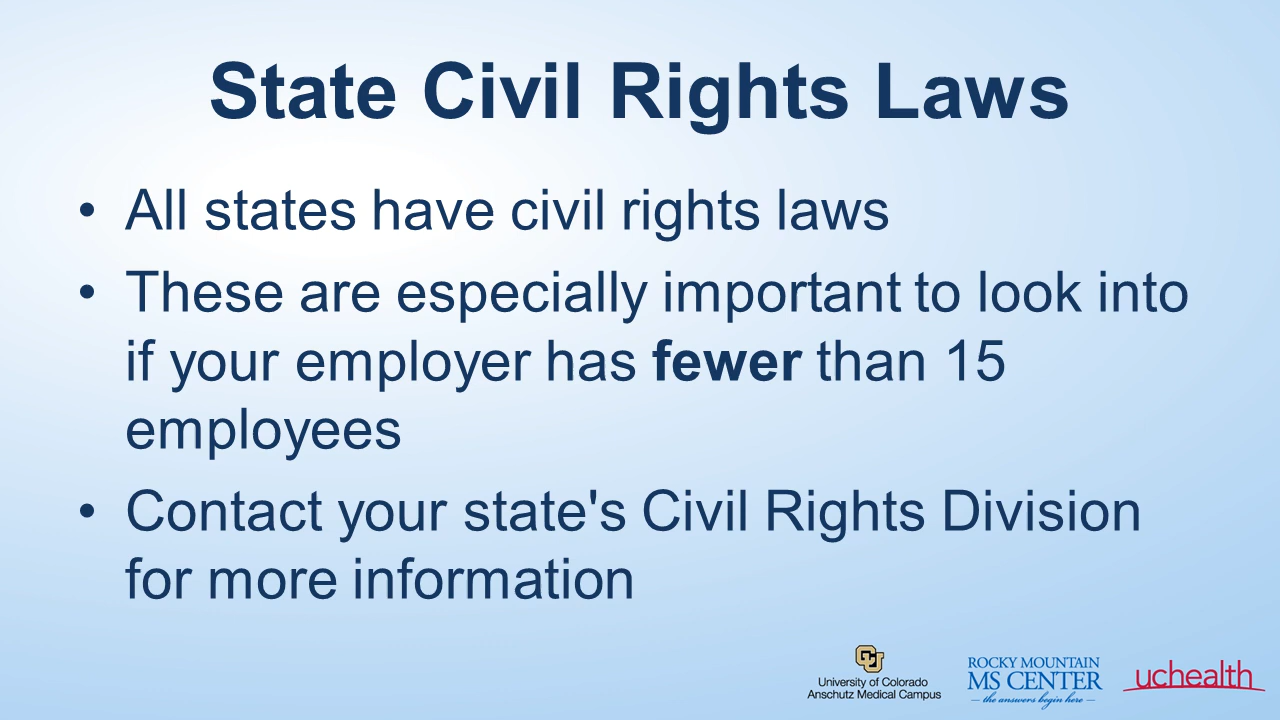 State Civil Rights Laws
• All states have civil rights laws
• These are especially important to look into
if your employer has fewer than 15
employees
• Contact your state's Civil Rights Division
for more information
CU
University of Colorado
Anschutz Medical Campus
ROCKY MOUNTAIN
MS CENTER
— the answers begin here —
uchealth